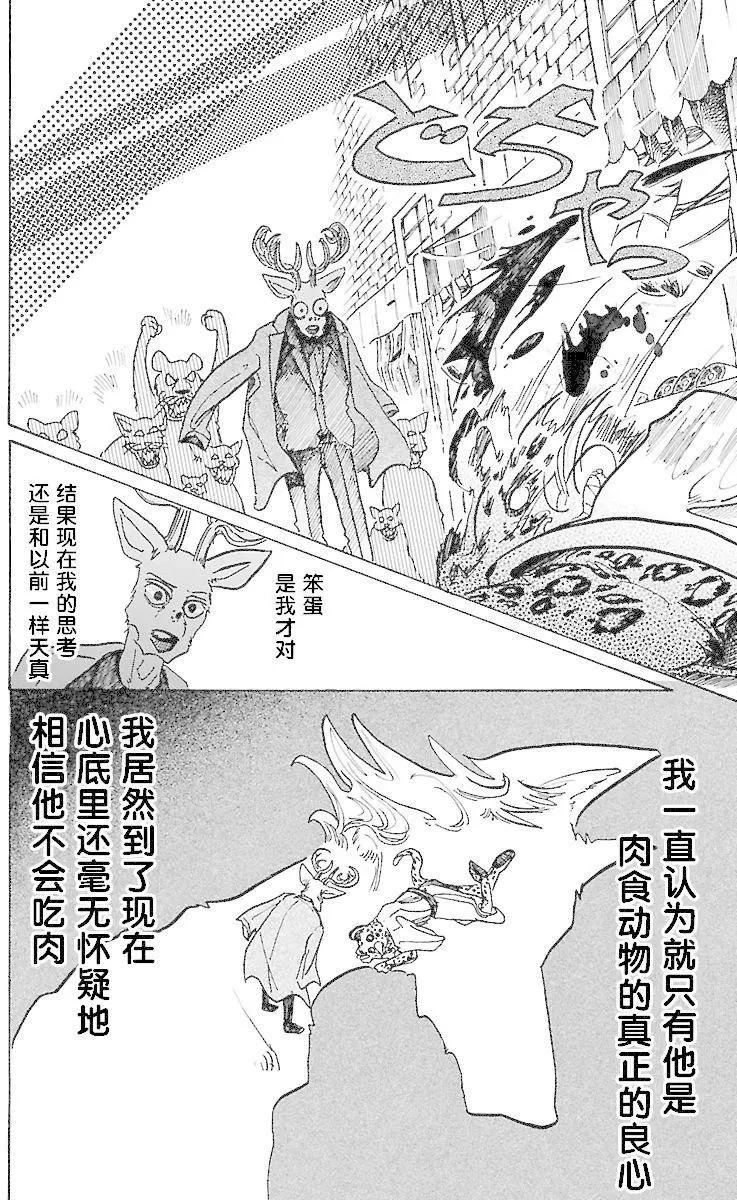 どちゃっ
笨蛋
是我才对
结果现在我的思考
还是和以前一样天真
我一直认为就只有他是
肉食动物的真正的良心
我居然到了现在
心底里还毫无怀疑地
相信他不会吃肉